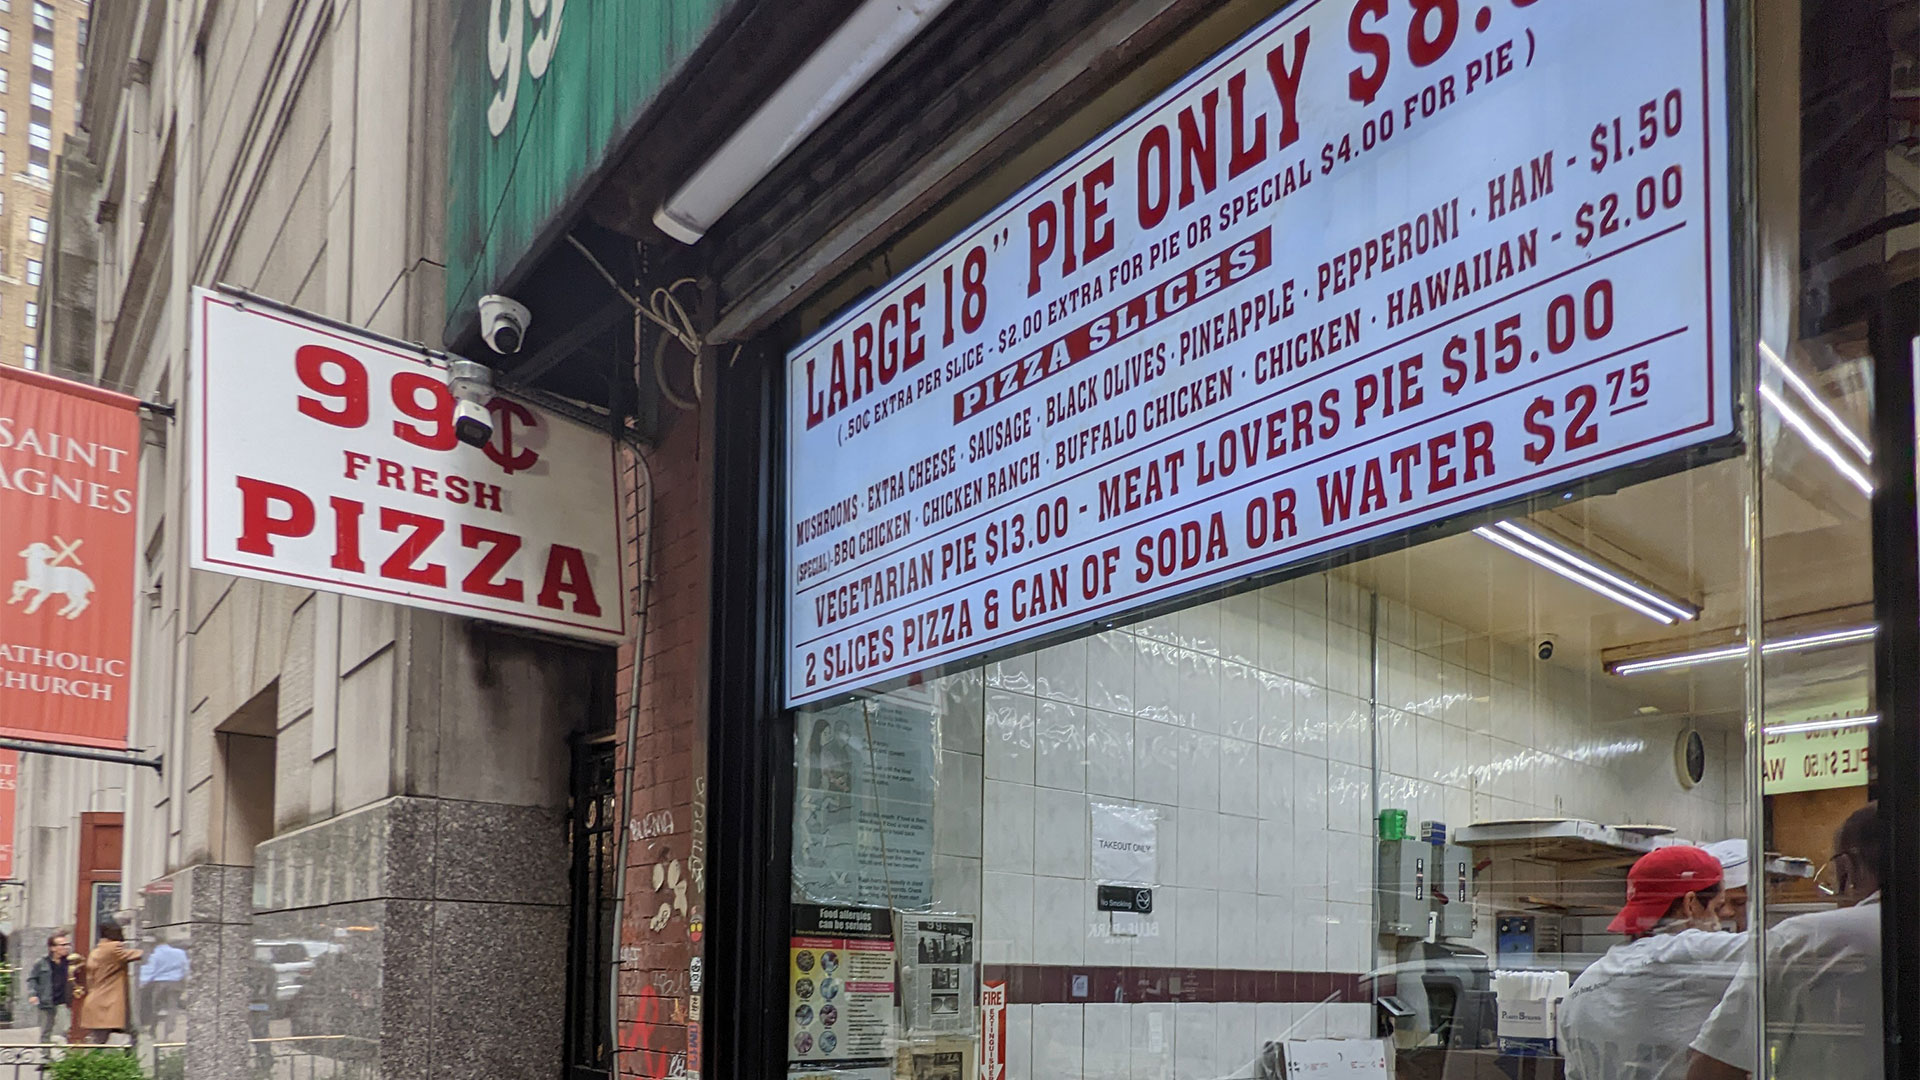 99
SAINT
AGNES
CATHOLIC
CHURCH
99¢
FRESH
PIZZA
LARGE 18" PIE ONLY $8.
(.50¢ EXTRA PER SLICE - $2.00 EXTRA FOR PIE OR SPECIAL $4.00 FOR PIE )
PIZZA SLICES
MUSHROOMS · EXTRA CHEESE · SAUSAGE · BLACK OLIVES · PINEAPPLE · PEPPERONI · HAM - $1.50
(SPECIAL)-BBQ CHICKEN · CHICKEN RANCH · BUFFALO CHICKEN · CHICKEN · HAWAIIAN - $2.00
VEGETARIAN PIE $13.00 - MEAT LOVERS PIE $15.00
2 SLICES PIZZA & CAN OF SODA OR WATER $2 75
TAKEOUT ONLY
No Smoking
Food allergies
can be serious
FIRE
EXTINGUISHER
BUENA